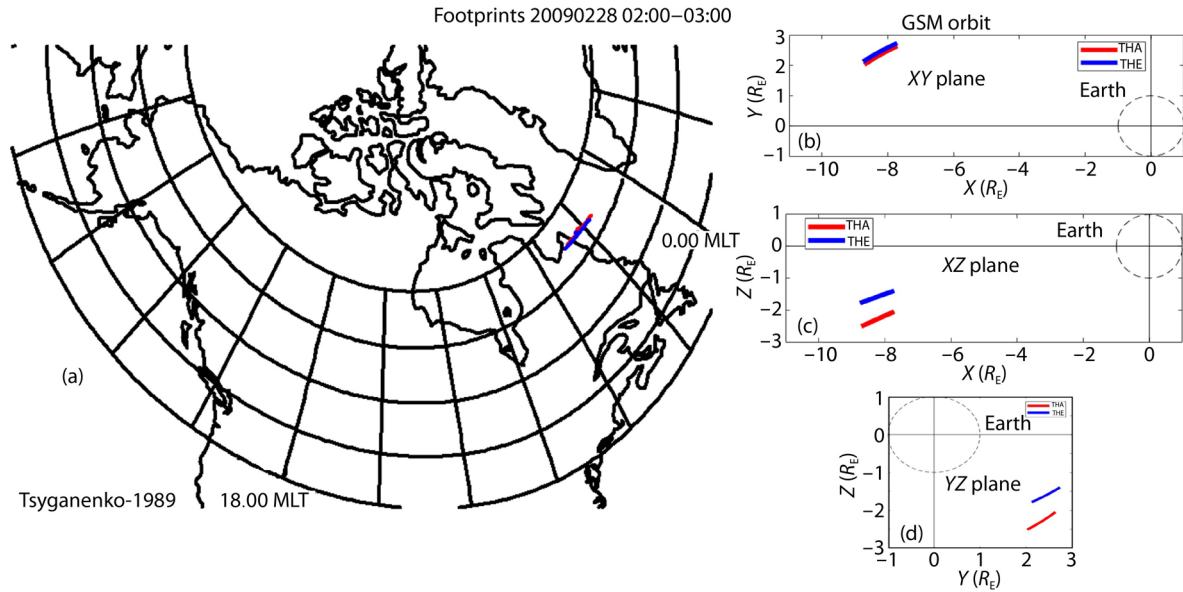 Footprints 20090228 02:00–03:00
0.00 MLT
(a)
Tsyganenko-1989
18.00 MLT
GSM orbit
3
2
1
0
−1
Y (RE)
THA
THE
XY plane
Earth
(b)
−10
−8
−6
−4
−2
0
X (RE)
1
0
−1
−2
−3
Z (RE)
THA
THE
Earth
XZ plane
(c)
−10
−8
−6
−4
−2
0
X (RE)
1
0
−1
−2
−3
Z (RE)
THA
THE
Earth
YZ plane
(d)
−1
0
1
2
3
Y (RE)